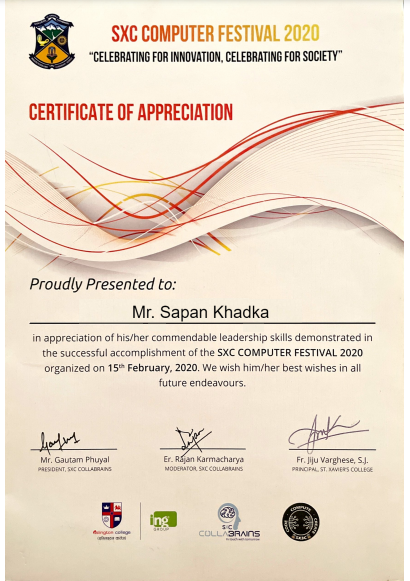 SXC COMPUTER FESTIVAL 2020
“CELEBRATING FOR INNOVATION, CELEBRATING FOR SOCIETY”
CERTIFICATE OF APPRECIATION
Proudly Presented to:
Mr. Sapan Khadka
in appreciation of his/her commendable leadership skills demonstrated in
the successful accomplishment of the SXC COMPUTER FESTIVAL 2020
organized on 15th February, 2020. We wish him/her best wishes in all
future endeavours.
Mr. Gautam Phuyal
PRESIDENT, SXC COLLABRAINS
Er. Rajan Karmacharya
MODERATOR, SXC COLLABRAINS
Fr. Jiju Varghese, S.J.
PRINCIPAL, ST. XAVIER'S COLLEGE
college
ing
GROUP
SXC
COLLABRAINS
COMPUTE